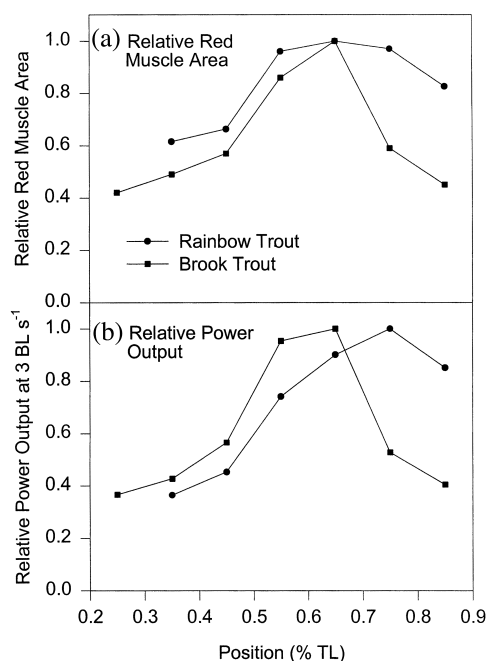 (a) Relative Red
Muscle Area
Relative Red Muscle Area
1.0
0.8
0.6
0.4
0.2
0.0
Rainbow Trout
Brook Trout
(b) Relative Power
Output
Relative Power Output at 3 BL s⁻¹
1.0
0.8
0.6
0.4
0.2
0.0
0.2 0.3 0.4 0.5 0.6 0.7 0.8 0.9
Position (% TL)